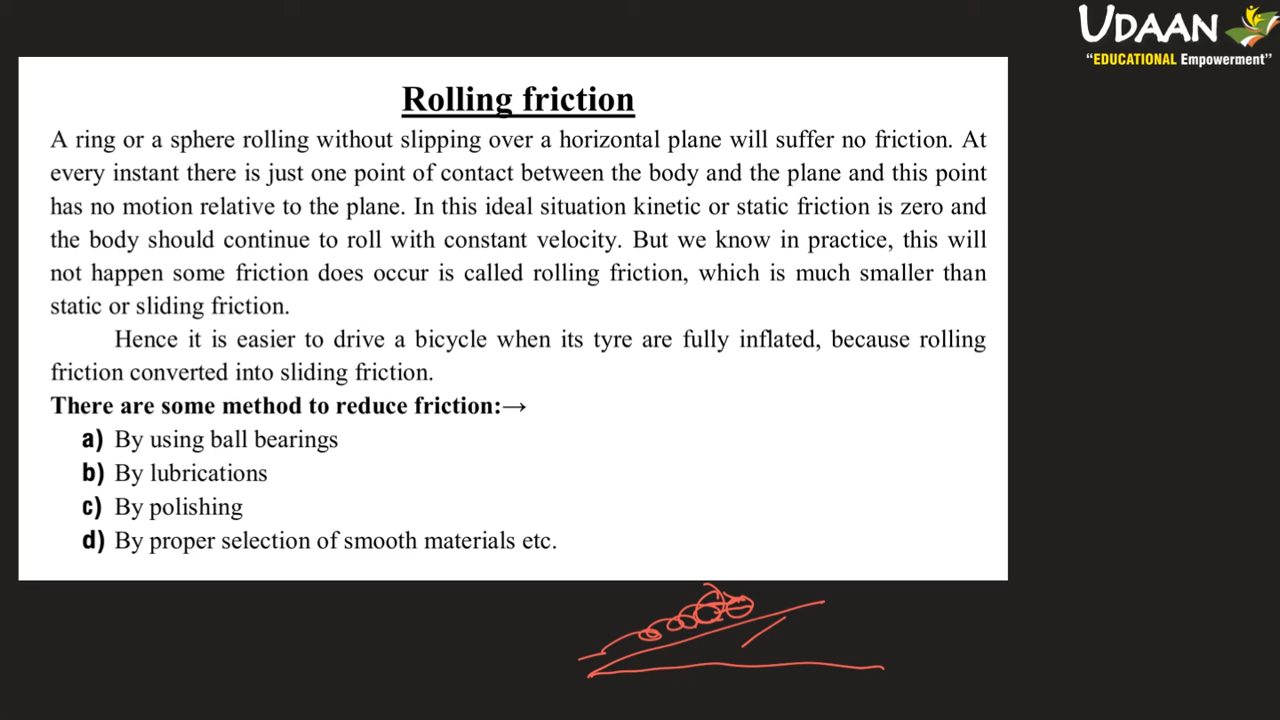 UDAAN
“EDUCATIONAL Empowerment”
Rolling friction
A ring or a sphere rolling without slipping over a horizontal plane will suffer no friction. At
every instant there is just one point of contact between the body and the plane and this point
has no motion relative to the plane. In this ideal situation kinetic or static friction is zero and
the body should continue to roll with constant velocity. But we know in practice, this will
not happen some friction does occur is called rolling friction, which is much smaller than
static or sliding friction.
Hence it is easier to drive a bicycle when its tyre are fully inflated, because rolling
friction converted into sliding friction.
There are some method to reduce friction:→
a) By using ball bearings
b) By lubrications
c) By polishing
d) By proper selection of smooth materials etc.